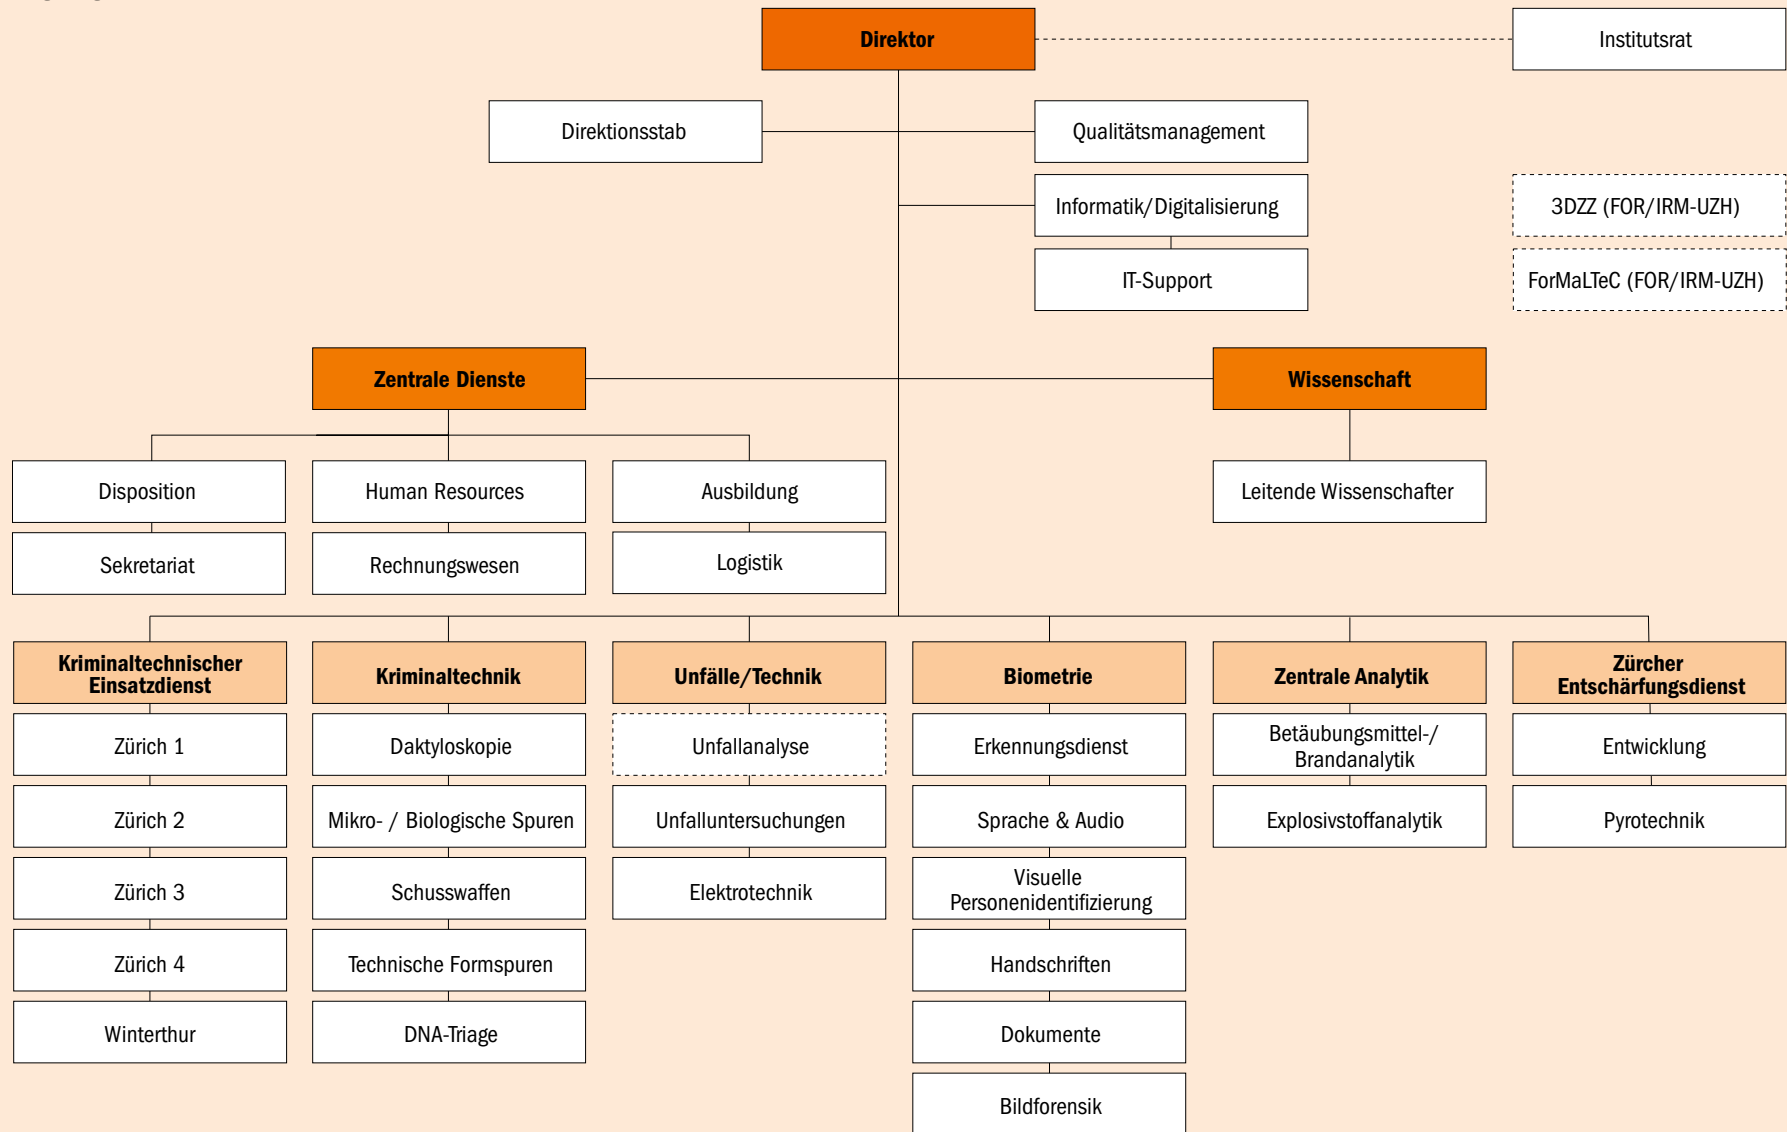 Direktor
Institutsrat
Direktionsstab
Qualitätsmanagement
Informatik/Digitalisierung
3DZZ (FOR/IRM-UZH)
IT-Support
ForMaLTeC (FOR/IRM-UZH)
Zentrale Dienste
Wissenschaft
Disposition
Human Resources
Ausbildung
Leitende Wissenschafter
Sekretariat
Rechnungswesen
Logistik
Kriminaltechnischer
Einsatzdienst
Kriminaltechnik
Unfälle/Technik
Biometrie
Zentrale Analytik
Zürcher
Entschärfungsdienst
Zürich 1
Daktyloskopie
Unfallanalyse
Erkennungsdienst
Betäubungsmittel-/
Brandanalytik
Entwicklung
Zürich 2
Mikro- / Biologische Spuren
Unfalluntersuchungen
Sprache & Audio
Explosivstoffanalytik
Pyrotechnik
Zürich 3
Schusswaffen
Elektrotechnik
Visuelle
Personenidentifizierung
Zürich 4
Technische Formspuren
Handschriften
Winterthur
DNA-Triage
Dokumente
Bildforensik